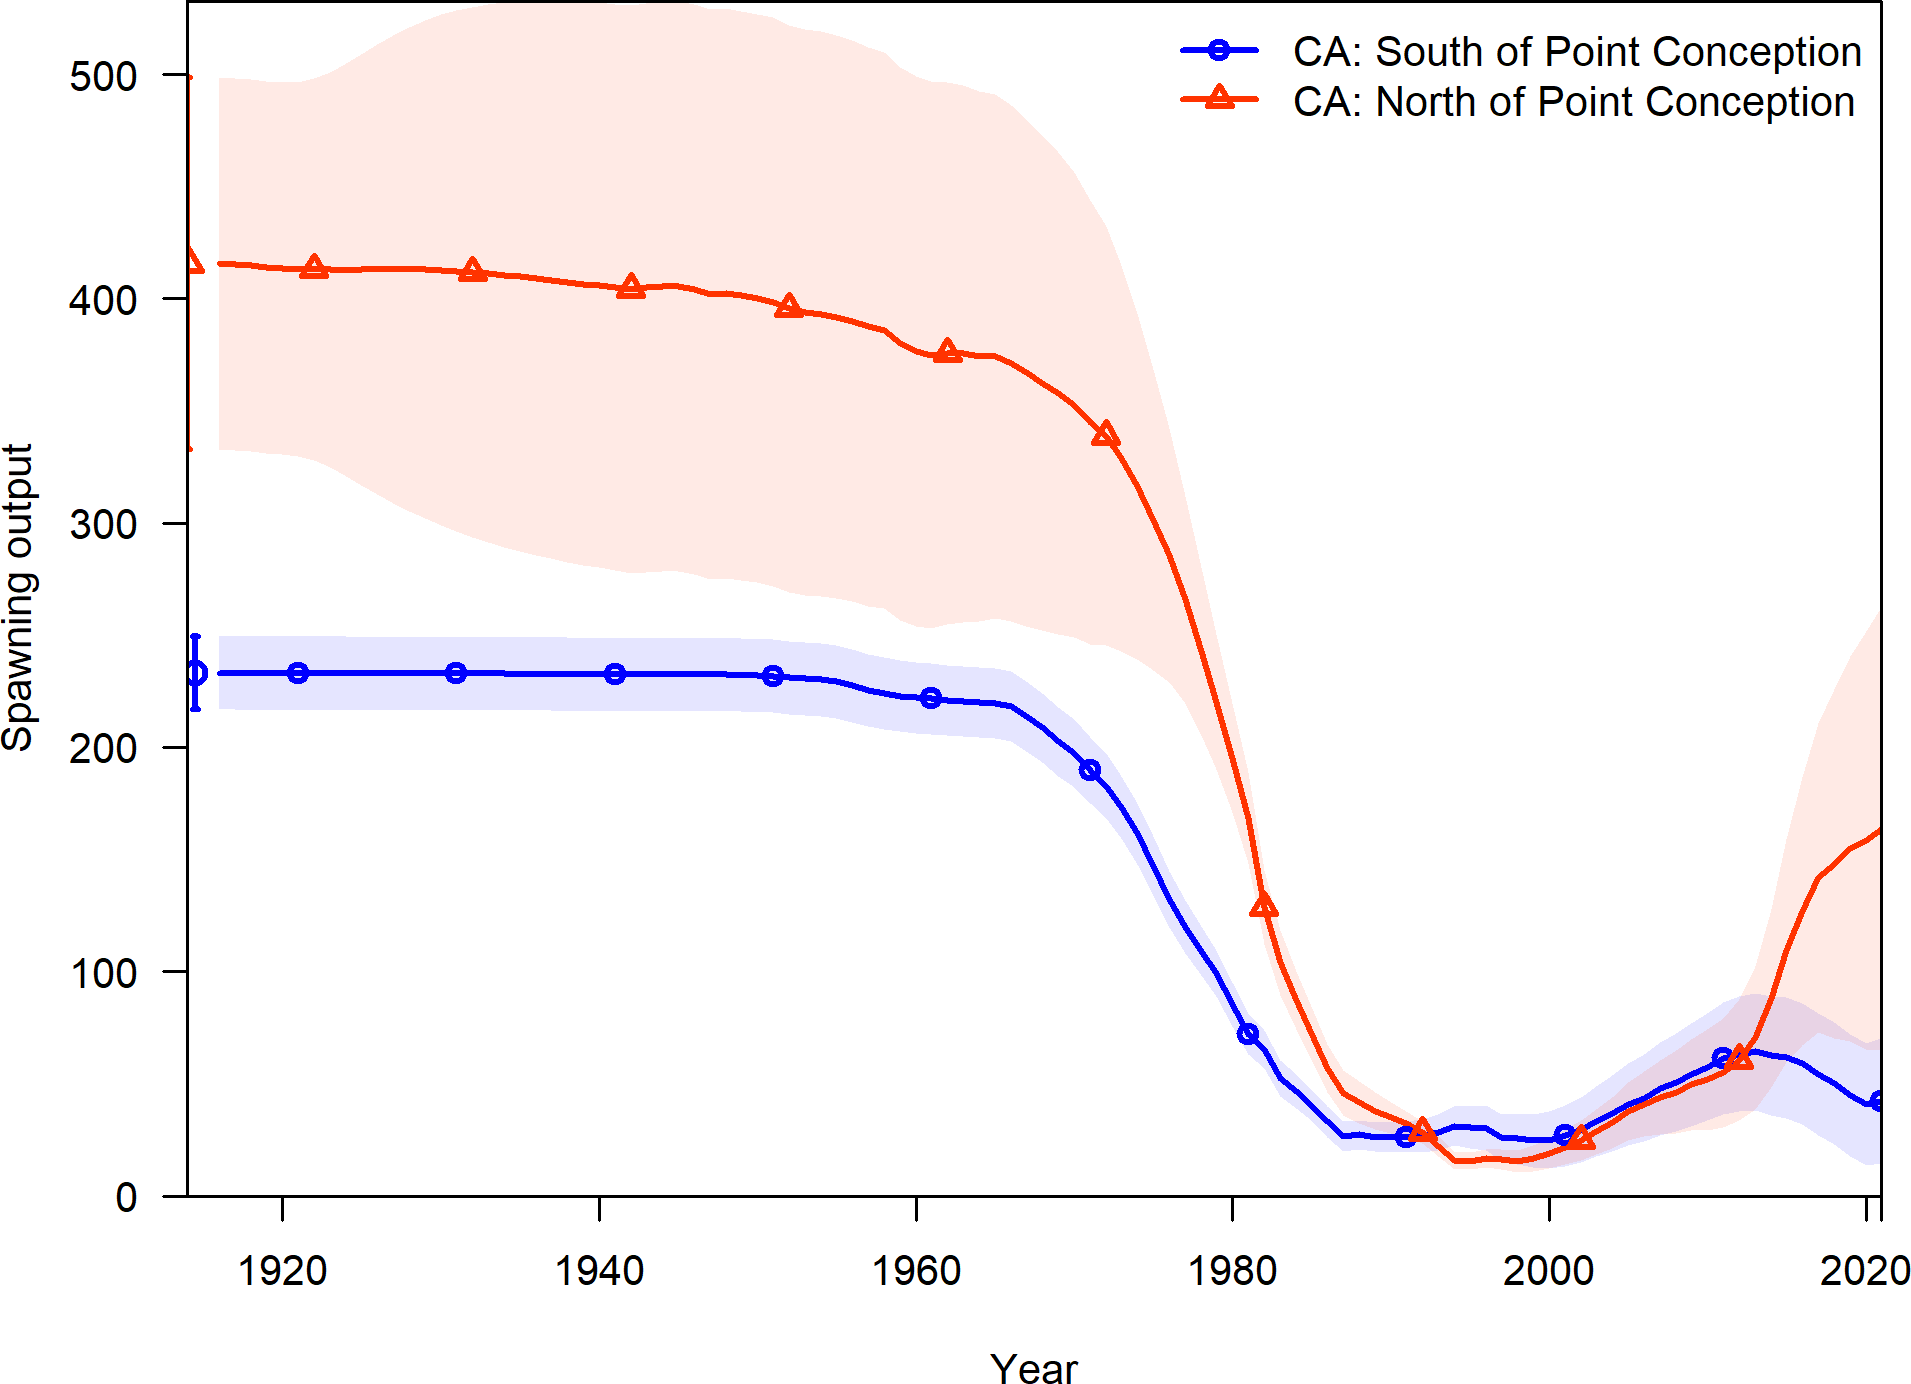 CA: South of Point Conception
CA: North of Point Conception
Spawning output
500
400
300
200
100
0
1920 1940 1960 1980 2000 2020
Year